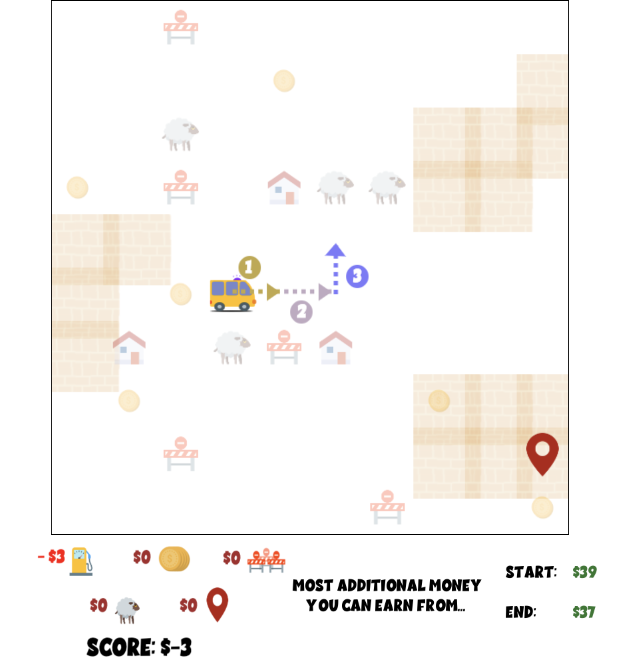 1
2
3
- $3
$0
$0
$0
$0
SCORE: $-3
MOST ADDITIONAL MONEY
YOU CAN EARN FROM...
START: $39
END: $37